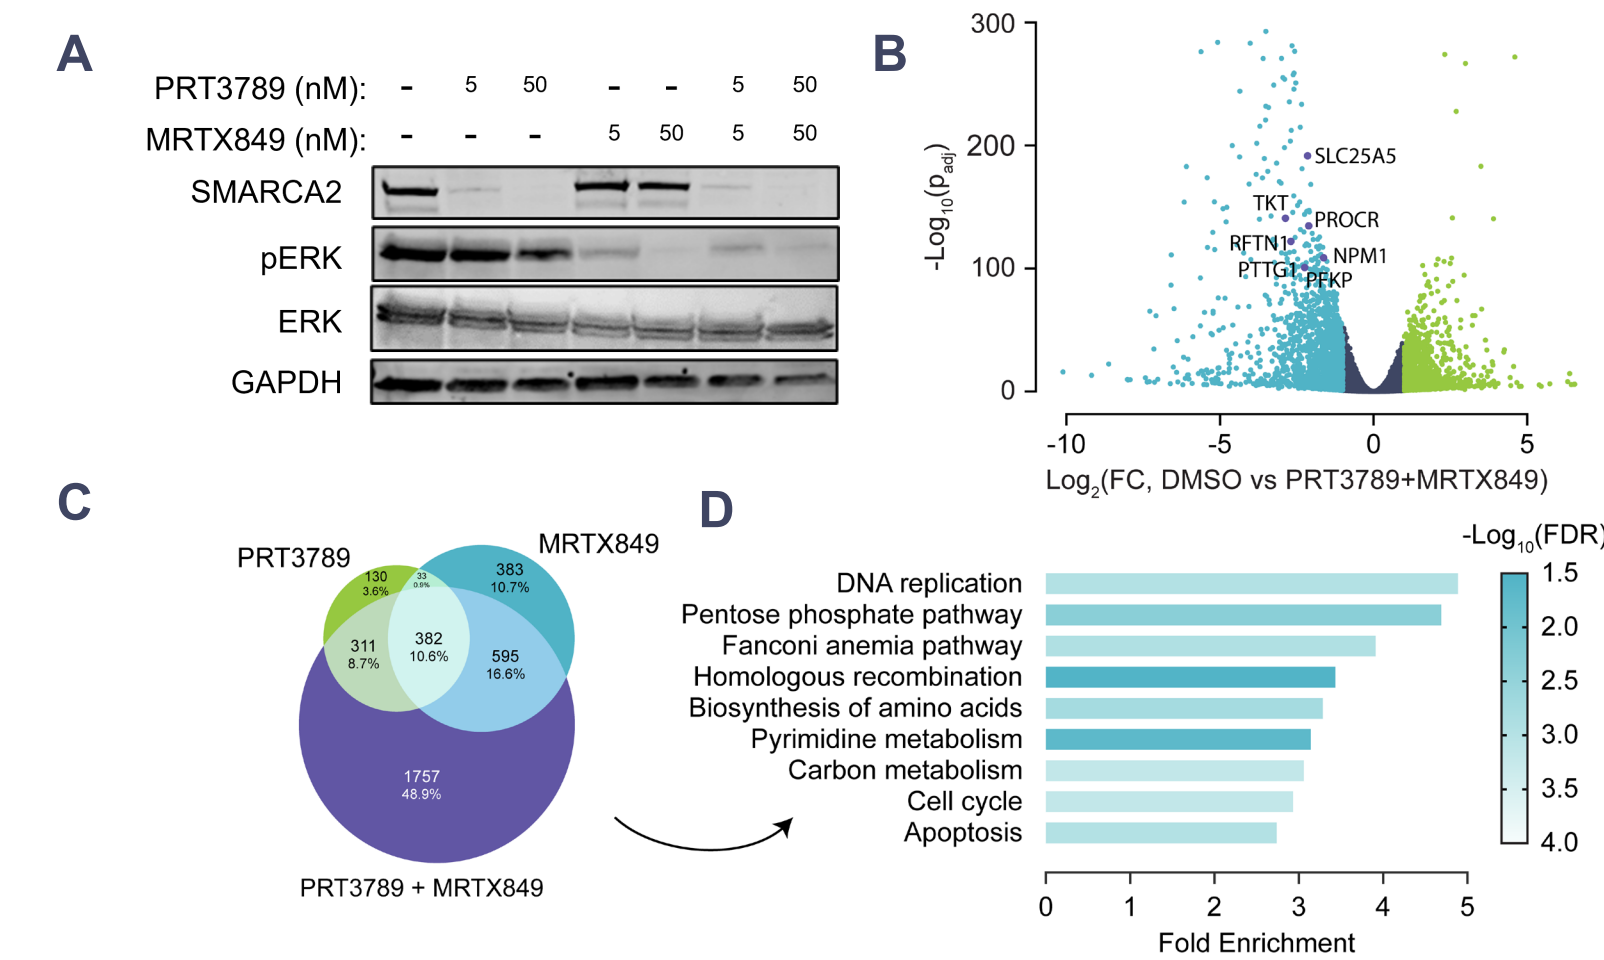 A
PRT3789 (nM): - 5 50 - - 5 50
MRTX849 (nM): - - - 5 50 5 50
SMARCA2
pERK
ERK
GAPDH
B
300
200
100
0
-Log10(padj)
SLC25A5
TKT
PROCR
RFTN1
NPM1
PTTG1
PFKP
-10 -5 0 5
Log2(FC, DMSO vs PRT3789+MRTX849)
C
PRT3789
MRTX849
130
3.6%
33
0.9%
383
10.7%
311
8.7%
382
10.6%
595
16.6%
1757
48.9%
PRT3789 + MRTX849
D
-Log10(FDR)
DNA replication
Pentose phosphate pathway
Fanconi anemia pathway
Homologous recombination
Biosynthesis of amino acids
Pyrimidine metabolism
Carbon metabolism
Cell cycle
Apoptosis
1.5
2.0
2.5
3.0
3.5
4.0
0 1 2 3 4 5
Fold Enrichment